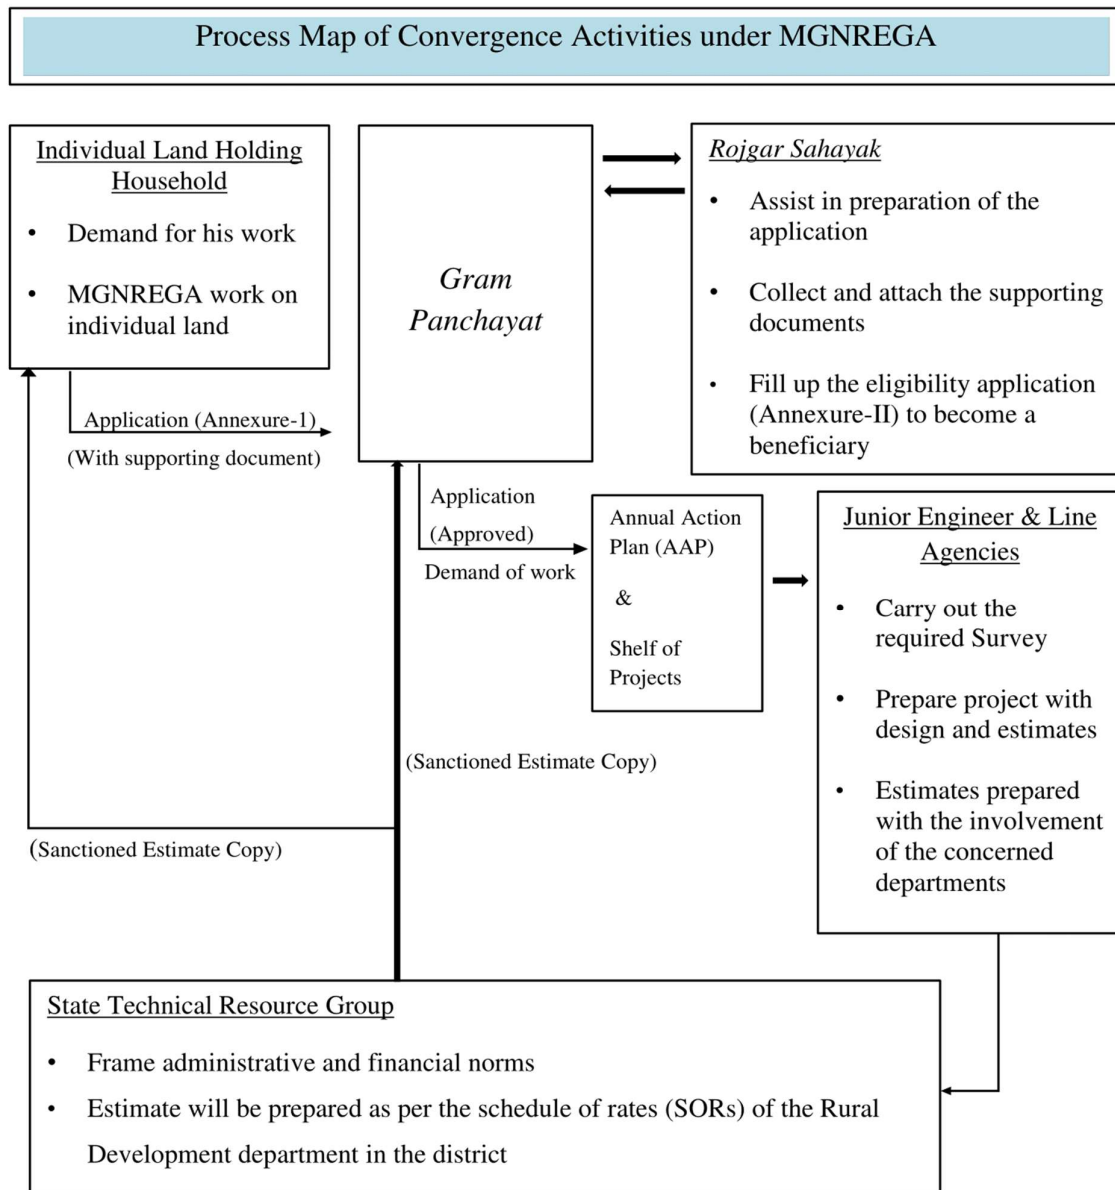 Process Map of Convergence Activities under MGNREGA
Individual Land Holding
Household
• Demand for his work
• MGNREGA work on
individual land
Application (Annexure-1)
(With supporting document)
Gram
Panchayat
Rojgar Sahayak
• Assist in preparation of the
application
• Collect and attach the supporting
documents
• Fill up the eligibility application
(Annexure-II) to become a
beneficiary
Application
(Approved)
Demand of work
Annual Action
Plan (AAP)
&
Shelf of
Projects
Junior Engineer & Line
Agencies
• Carry out the
required Survey
• Prepare project with
design and estimates
• Estimates prepared
with the involvement
of the concerned
departments
(Sanctioned Estimate Copy)
(Sanctioned Estimate Copy)
State Technical Resource Group
• Frame administrative and financial norms
• Estimate will be prepared as per the schedule of rates (SORs) of the Rural
Development department in the district